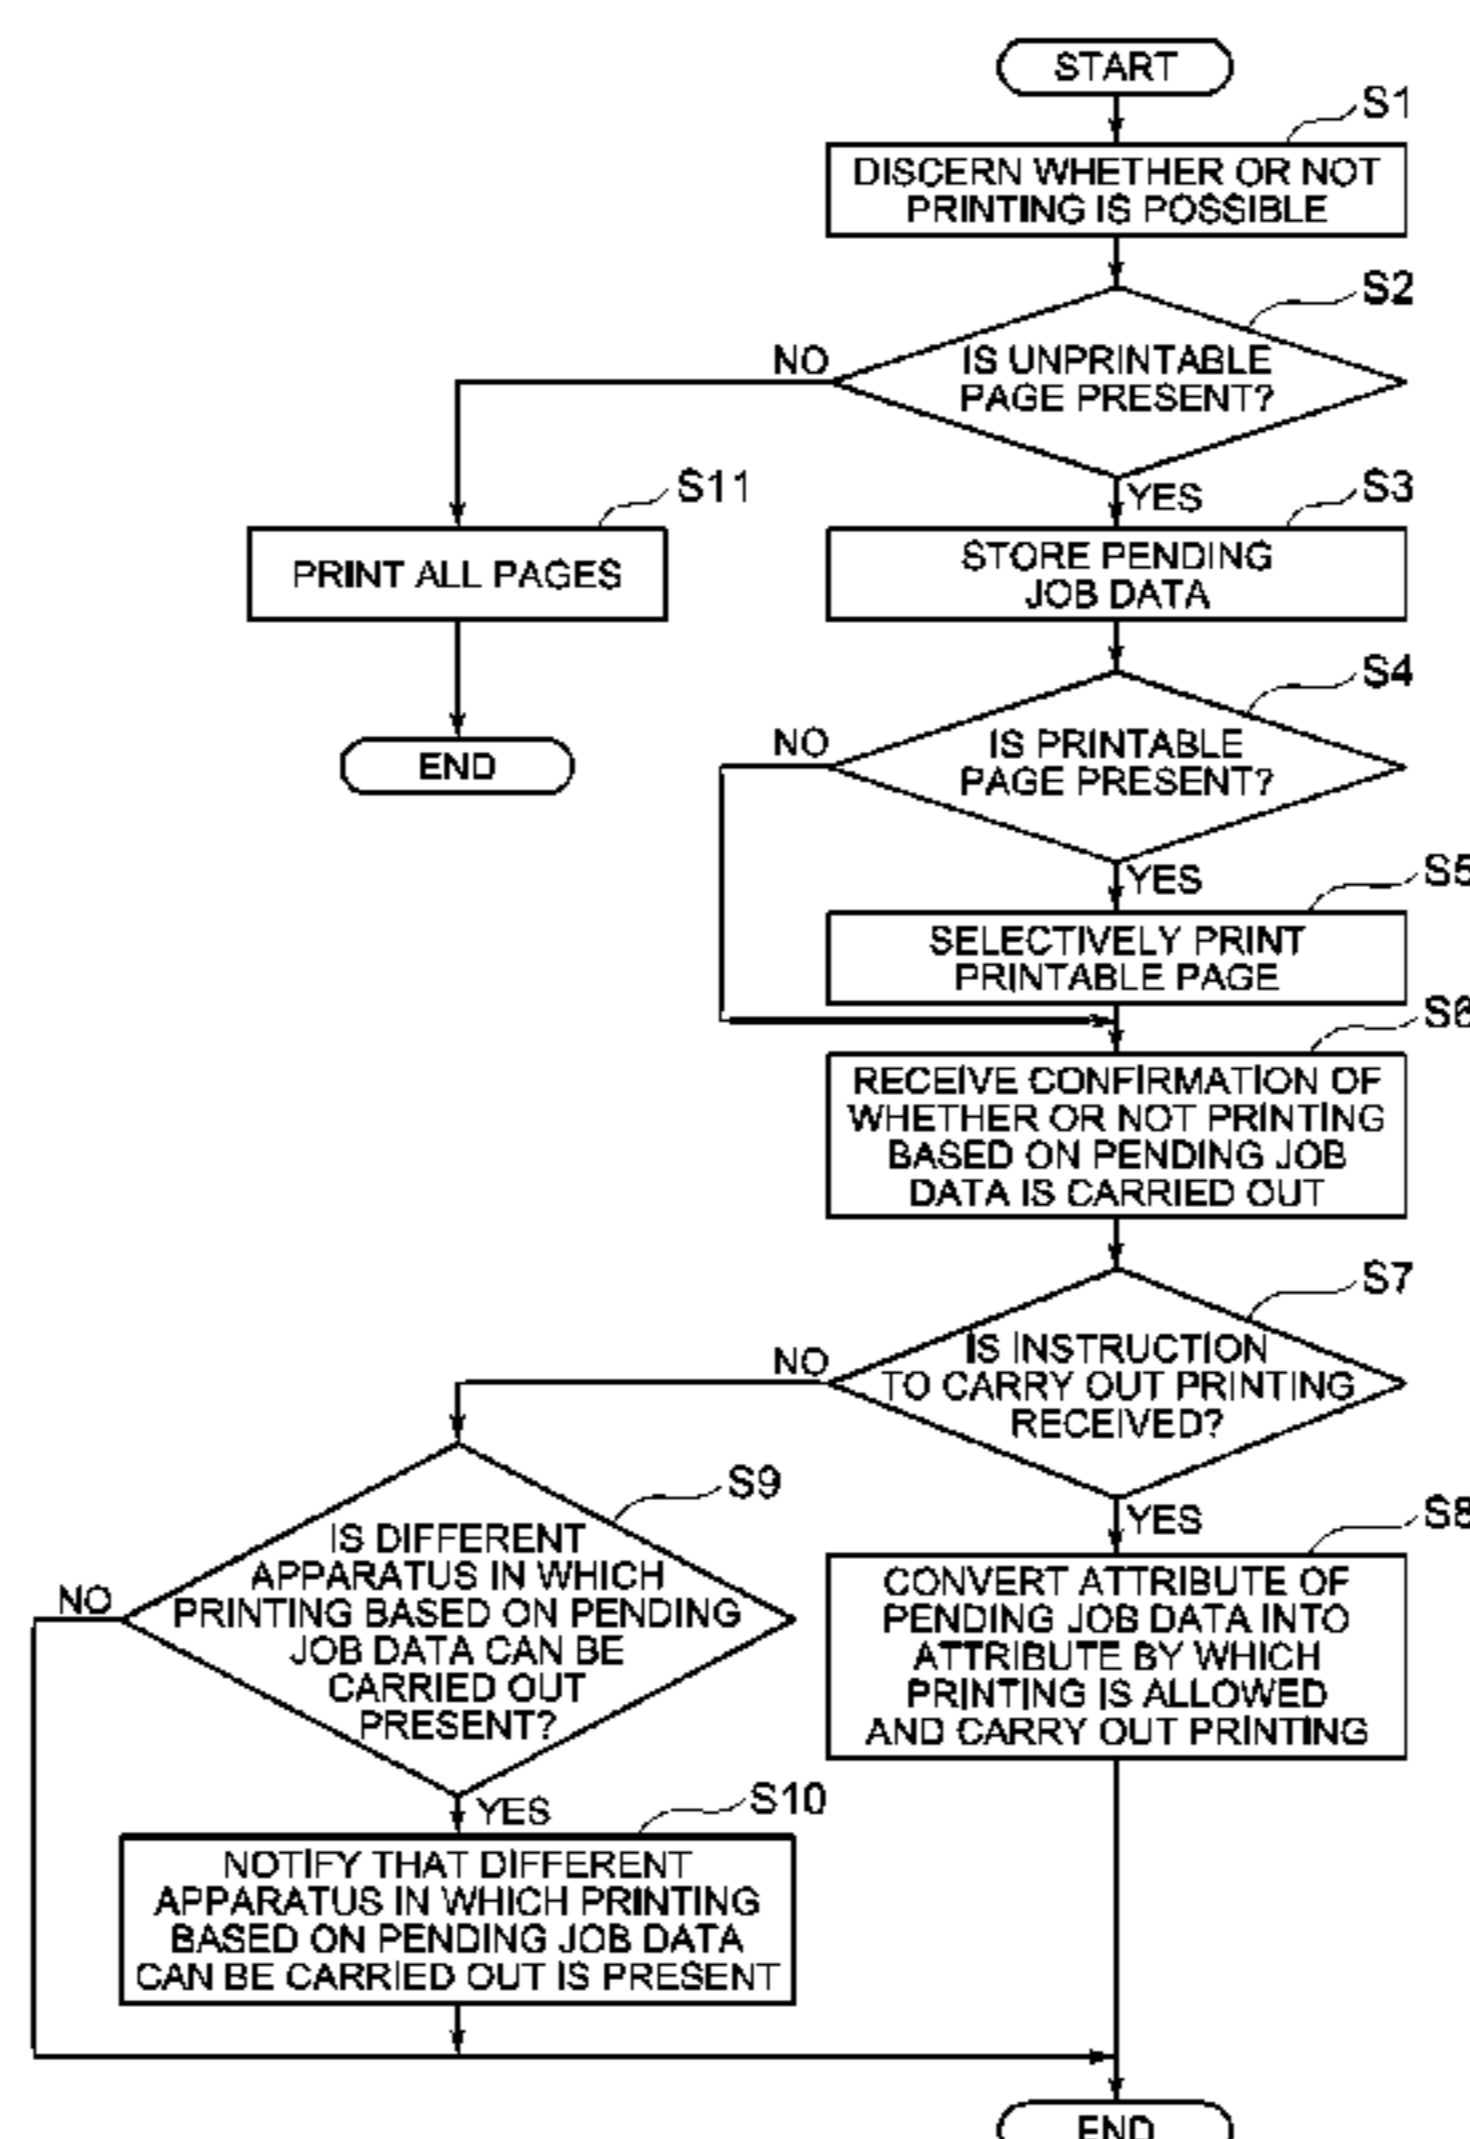 START
S1
DISCERN WHETHER OR NOT
PRINTING IS POSSIBLE
S2
NO
IS UNPRINTABLE
PAGE PRESENT?
YES
S11
PRINT ALL PAGES
END
S3
STORE PENDING
JOB DATA
S4
NO
IS PRINTABLE
PAGE PRESENT?
YES
S5
SELECTIVELY PRINT
PRINTABLE PAGE
S6
RECEIVE CONFIRMATION OF
WHETHER OR NOT PRINTING
BASED ON PENDING JOB
DATA IS CARRIED OUT
S7
NO
IS INSTRUCTION
TO CARRY OUT PRINTING
RECEIVED?
YES
S8
CONVERT ATTRIBUTE OF
PENDING JOB DATA INTO
ATTRIBUTE BY WHICH
PRINTING IS ALLOWED
AND CARRY OUT PRINTING
S9
NO
IS DIFFERENT
APPARATUS IN WHICH
PRINTING BASED ON PENDING
JOB DATA CAN BE
CARRIED OUT
PRESENT?
YES
S10
NOTIFY THAT DIFFERENT
APPARATUS IN WHICH PRINTING
BASED ON PENDING JOB DATA
CAN BE CARRIED OUT IS PRESENT
END